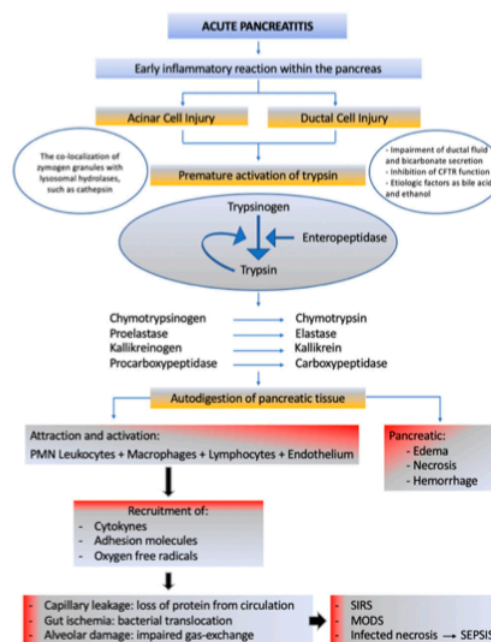 ACUTE PANCREATITIS
Early inflammatory reaction within the pancreas
Acinar Cell Injury
Ductal Cell Injury
The co-localization of
zymogen granules with
lysosomal hydrolases,
such as cathepsin
- Impairment of ductal fluid
and bicarbonate secretion
- Inhibition of CFTR function
- Etiologic factors as bile acid
and ethanol
Premature activation of trypsin
Trypsinogen
Enteropeptidase
Trypsin
Chymotrypsinogen
Chymotrypsin
Proelastase
Elastase
Kallikreinogen
Kallikrein
Procarboxypeptidase
Carboxypeptidase
Autodigestion of pancreatic tissue
Attraction and activation:
PMN Leukocytes + Macrophages + Lymphocytes + Endothelium
Pancreatic:
- Edema
- Necrosis
- Hemorrhage
Recruitment of:
- Cytokynes
- Adhesion molecules
- Oxygen free radicals
- Capillary leakage: loss of protein from circulation
- Gut ischemia: bacterial translocation
- Alveolar damage: impaired gas-exchange
- SIRS
- MODS
- Infected necrosis → SEPSIS